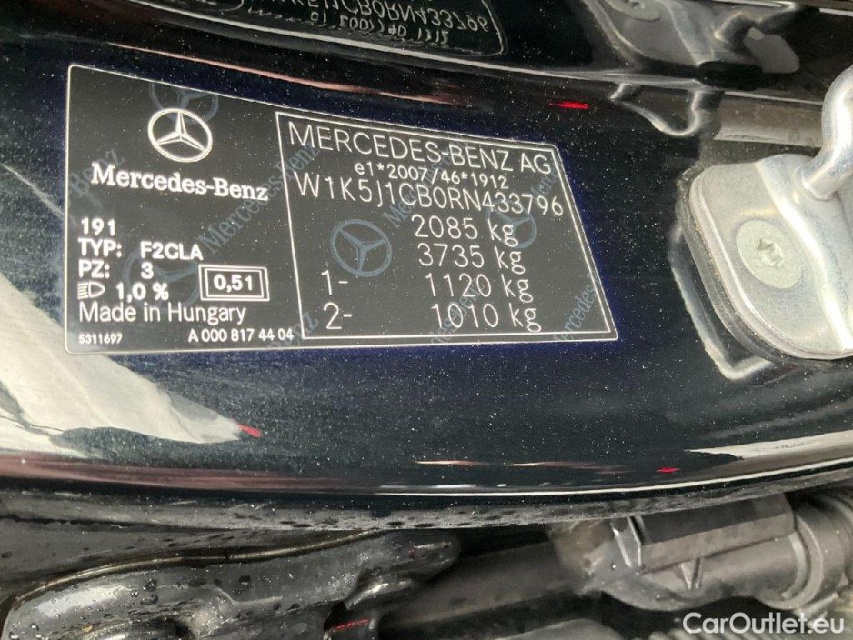 Mercedes-Benz
191
TYP: F2CLA
PZ: 3
1,0 % 0,51
Made in Hungary
5311697 A 000 817 44 04
MERCEDES-BENZ AG
e1*2007/46*1912
W1K5J1CB0RN433796
2085 kg
3735 kg
1- 1120 kg
2- 1010 kg
CarOutlet.eu